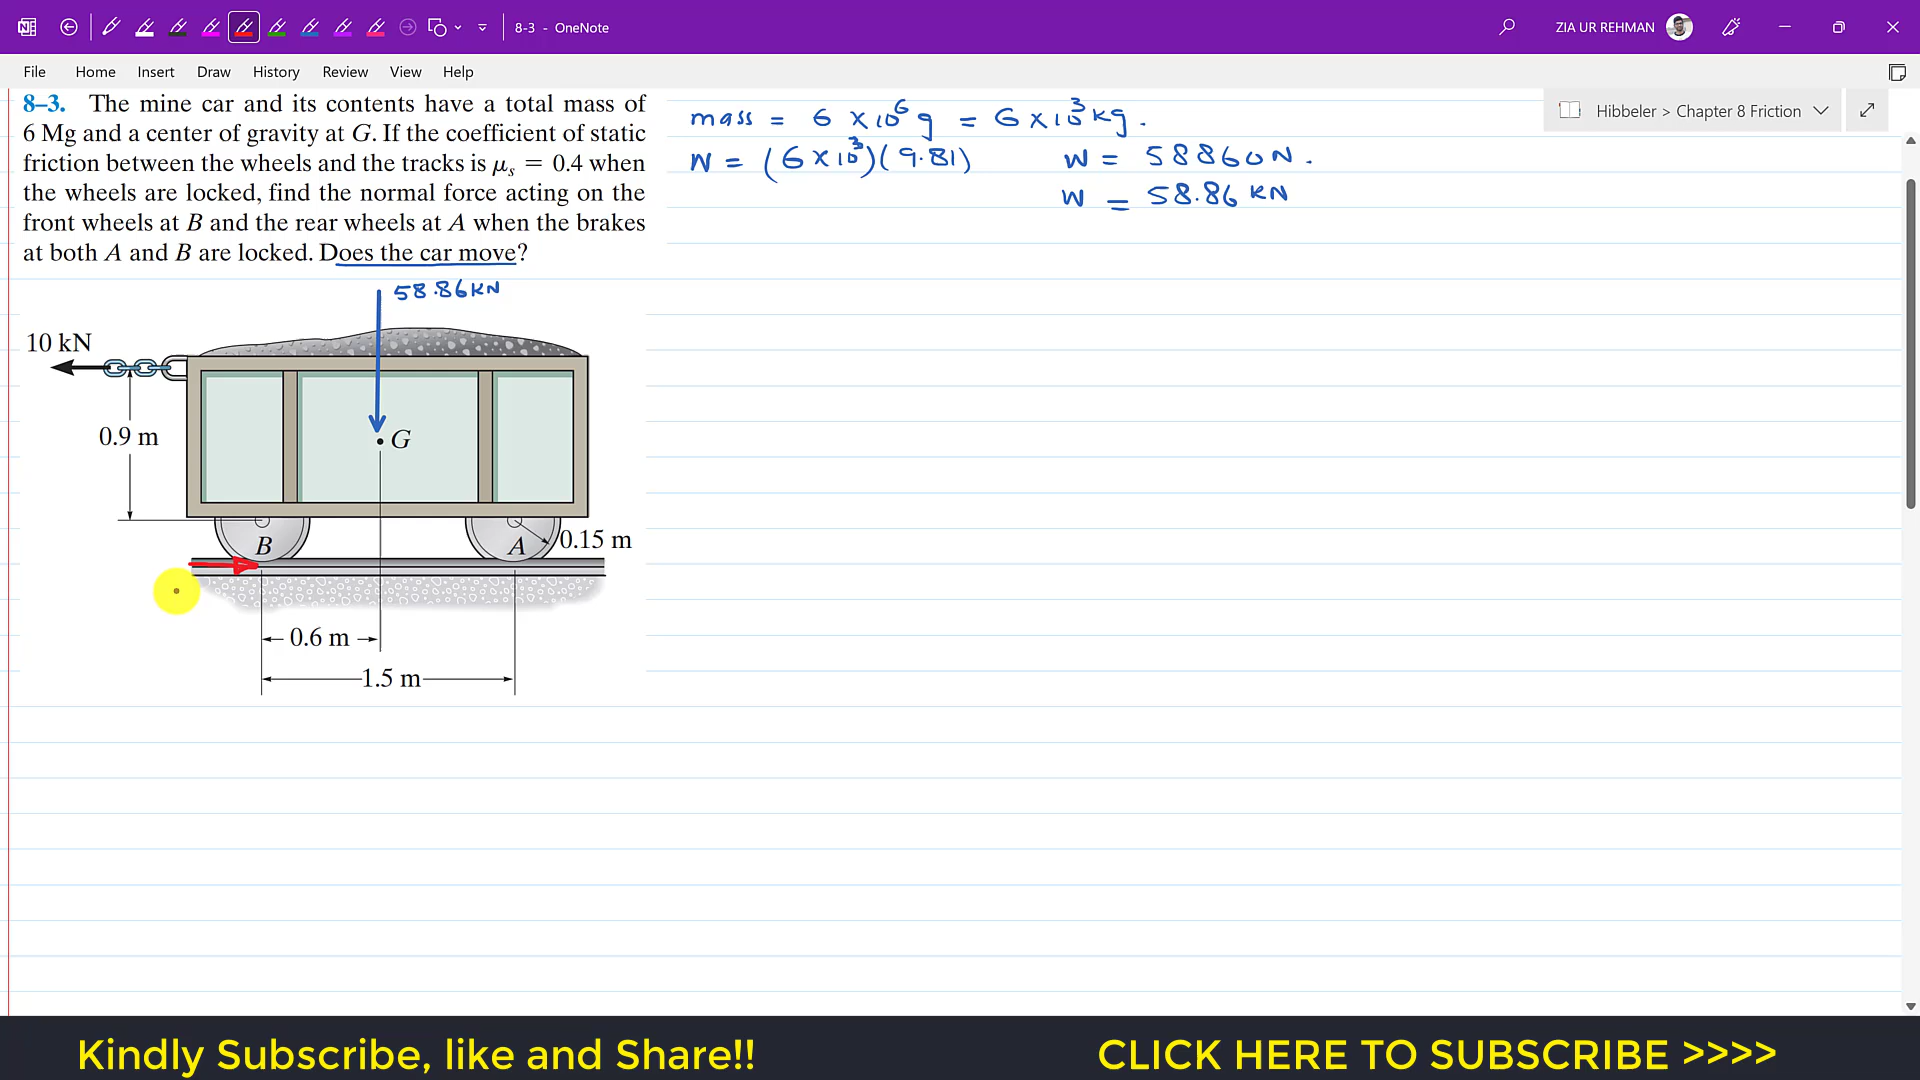 8-3 - OneNote
ZIA UR REHMAN
File Home Insert Draw History Review View Help
Hibbeler > Chapter 8 Friction
8–3. The mine car and its contents have a total mass of
6 Mg and a center of gravity at G. If the coefficient of static
friction between the wheels and the tracks is μs = 0.4 when
the wheels are locked, find the normal force acting on the
front wheels at B and the rear wheels at A when the brakes
at both A and B are locked. Does the car move?
mass = 6 × 10⁶ g = 6 × 10³ kg.
W = (6 × 10³)(9.81) W = 58860 N.
W = 58.86 KN
58.86 KN
10 kN
0.9 m
G
B
A
0.15 m
0.6 m
1.5 m
Kindly Subscribe, like and Share!!
CLICK HERE TO SUBSCRIBE >>>>